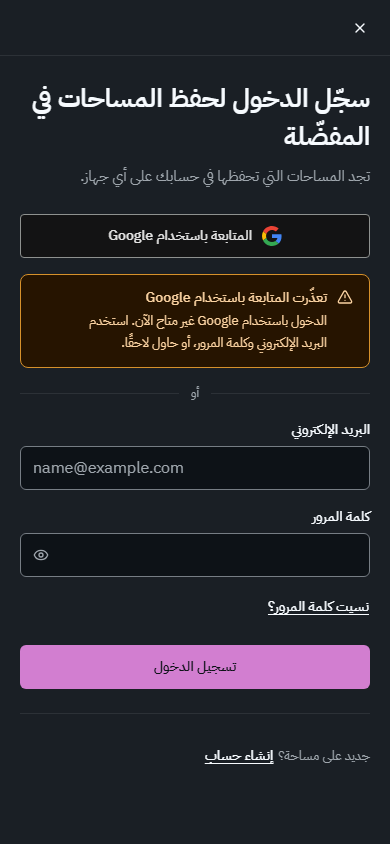 سجّل الدخول لحفظ المساحات في
المفضّلة
تجد المساحات التي تحفظها في حسابك على أي جهاز.
المتابعة باستخدام Google
تعذّرت المتابعة باستخدام Google
الدخول باستخدام Google غير متاح الآن. استخدم
البريد الإلكتروني وكلمة المرور، أو حاول لاحقًا.
أو
البريد الإلكتروني
name@example.com
كلمة المرور
نسيت كلمة المرور؟
تسجيل الدخول
جديد على مساحة؟ إنشاء حساب